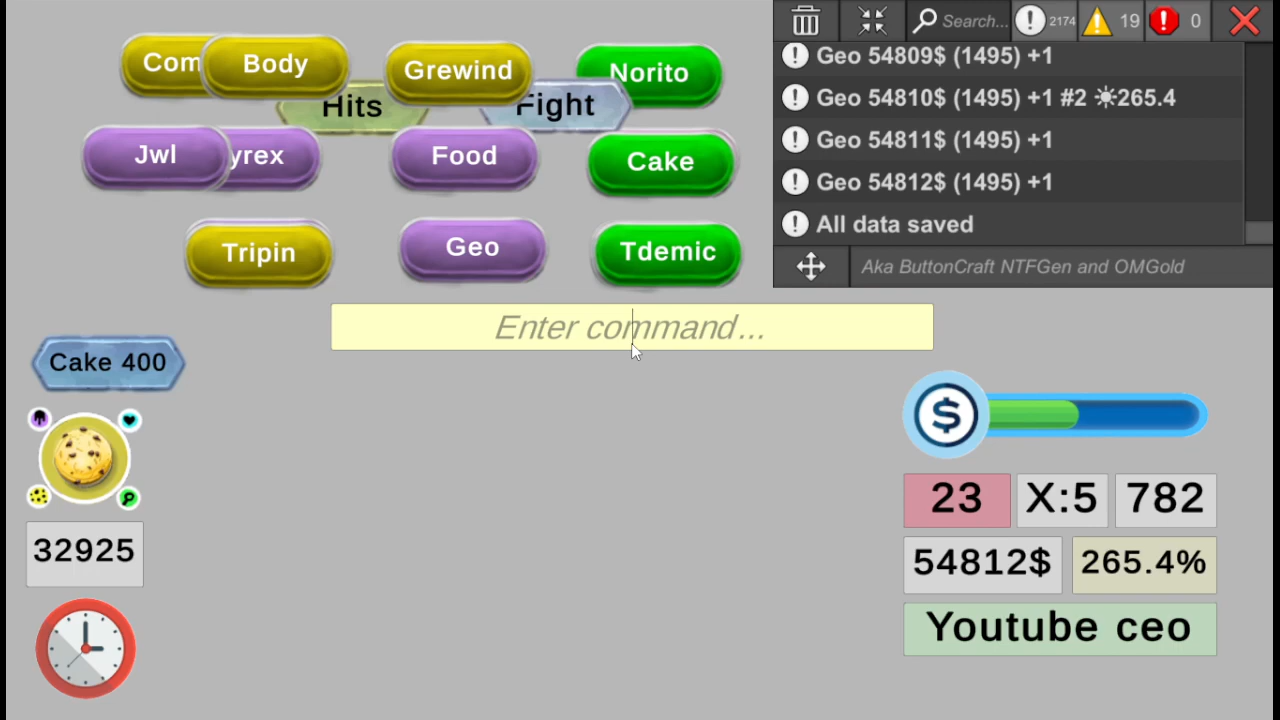 Com
Body
Grewind
Norito
Hits
Fight
Jwl
yrex
Food
Cake
Tripin
Geo
Tdemic
Search...
2174
19
0
Geo 54809$ (1495) +1
Geo 54810$ (1495) +1 #2 ☀265.4
Geo 54811$ (1495) +1
Geo 54812$ (1495) +1
All data saved
Aka ButtonCraft NTFGen and OMGold
Enter command...
Cake 400
32925
$
23
X:5
782
54812$
265.4%
Youtube ceo